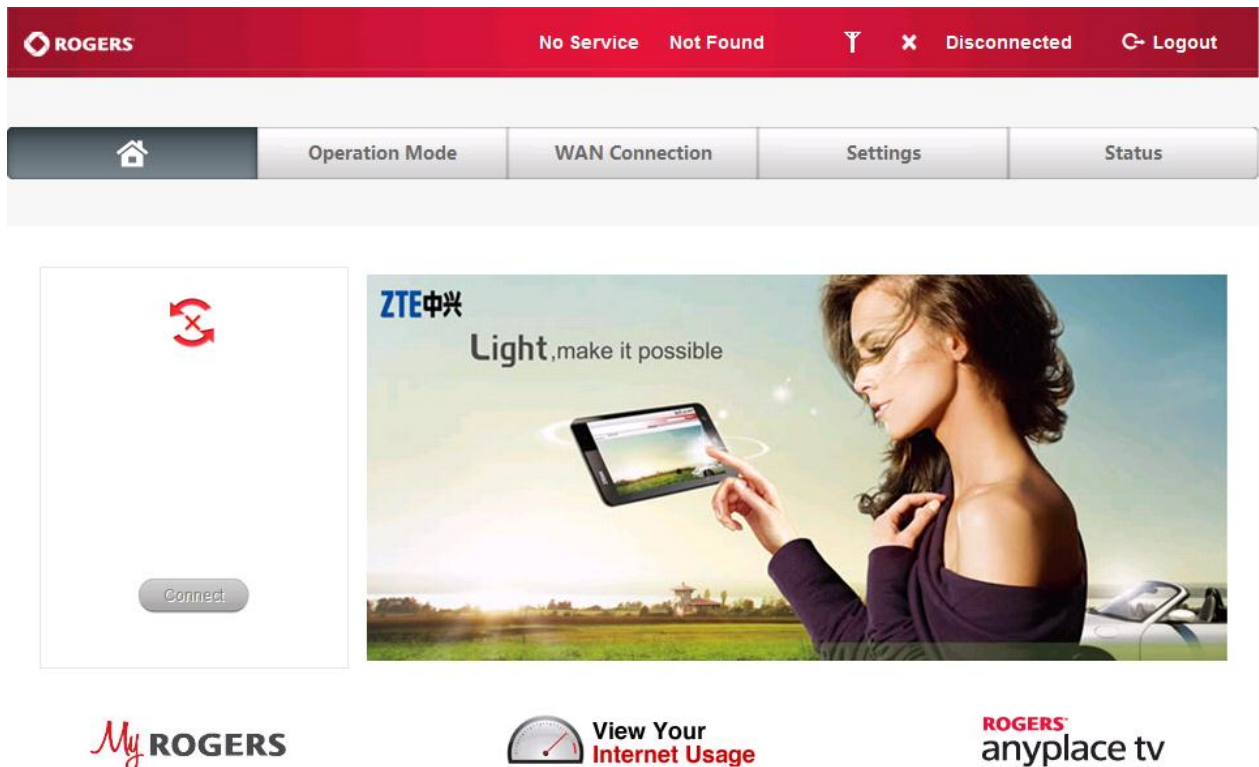 ROGERS
No Service Not Found Disconnected Logout
Operation Mode WAN Connection Settings Status
ZTE中兴
Light,make it possible
Connect
My ROGERS
View Your
Internet Usage
ROGERS
anyplace tv